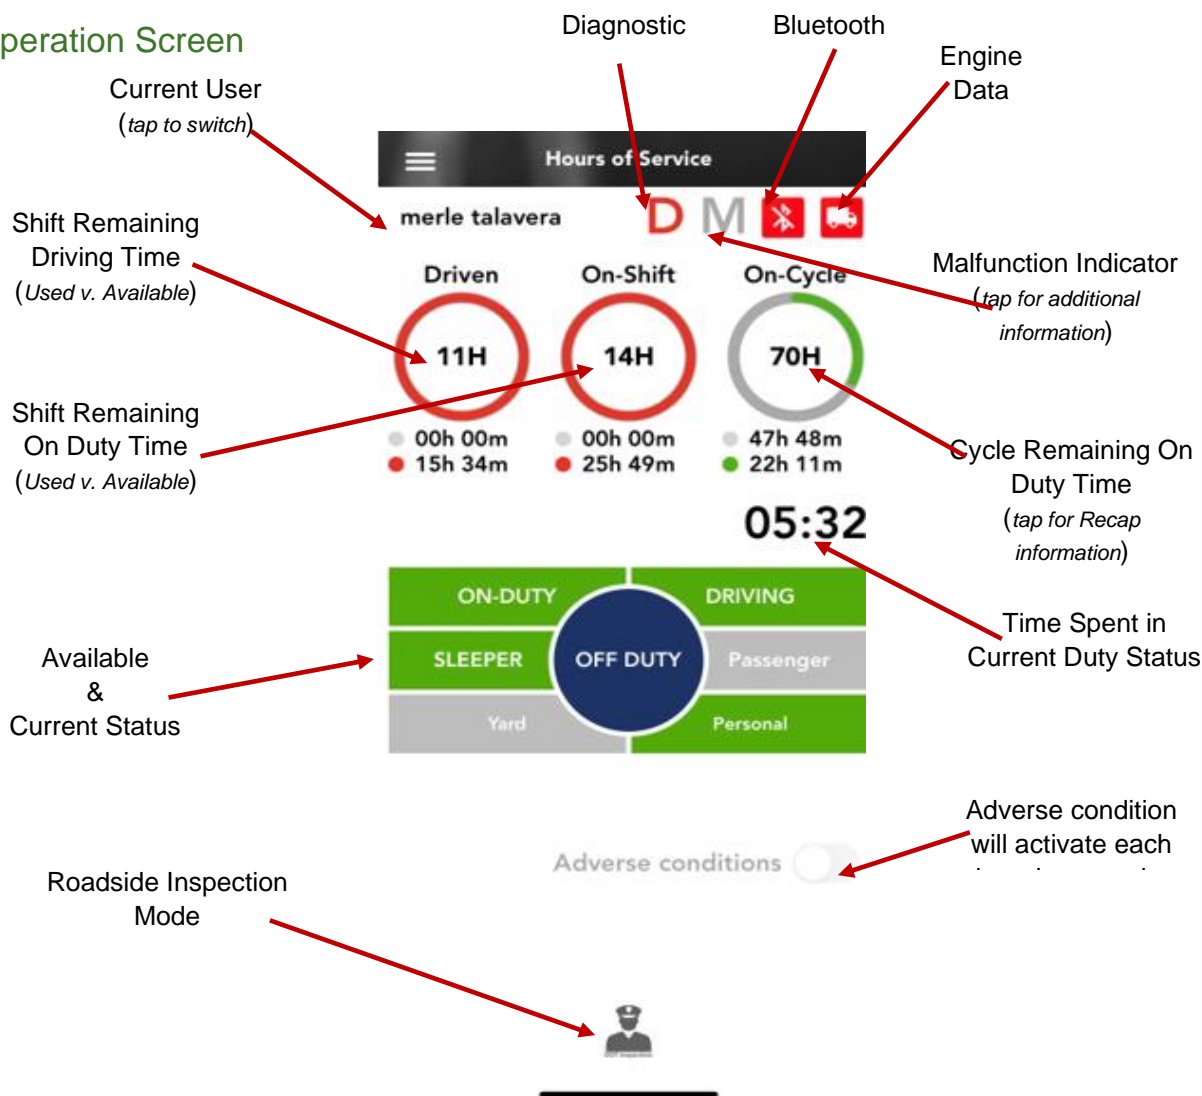 peration Screen
Diagnostic
Bluetooth
Engine
Data
Current User
(tap to switch)
Hours of Service
merle talavera
D M
Shift Remaining
Driving Time
(Used v. Available)
Malfunction Indicator
(tap for additional
information)
Driven
On-Shift
On-Cycle
11H
14H
70H
Shift Remaining
On Duty Time
(Used v. Available)
00h 00m
00h 00m
47h 48m
15h 34m
25h 49m
22h 11m
Cycle Remaining On
Duty Time
(tap for Recap
information)
05:32
ON-DUTY
DRIVING
SLEEPER
OFF DUTY
Passenger
Yard
Personal
Time Spent in
Current Duty Status
Available
&
Current Status
Adverse condition
will activate each
Adverse conditions
Roadside Inspection
Mode